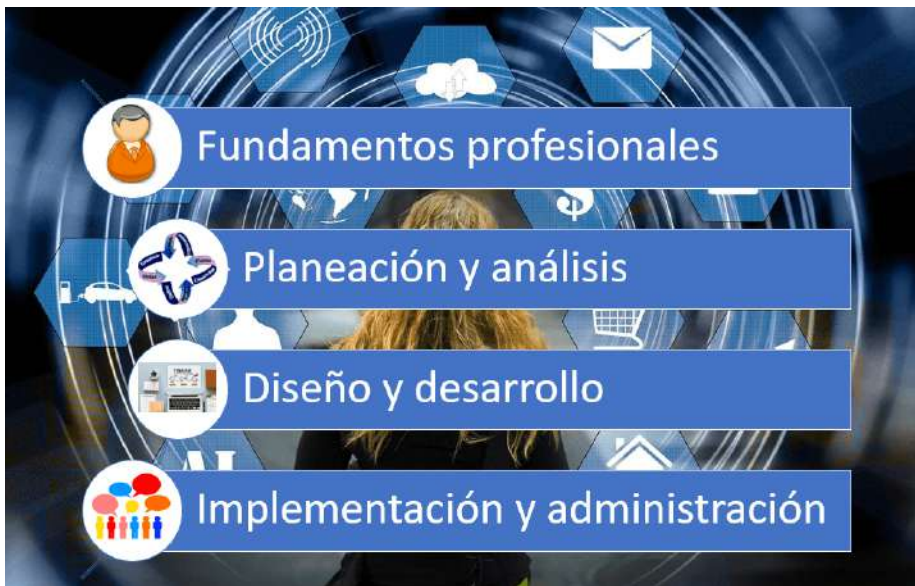 Fundamentos profesionales
Planeación y análisis
Diseño y desarrollo
Implementación y administración